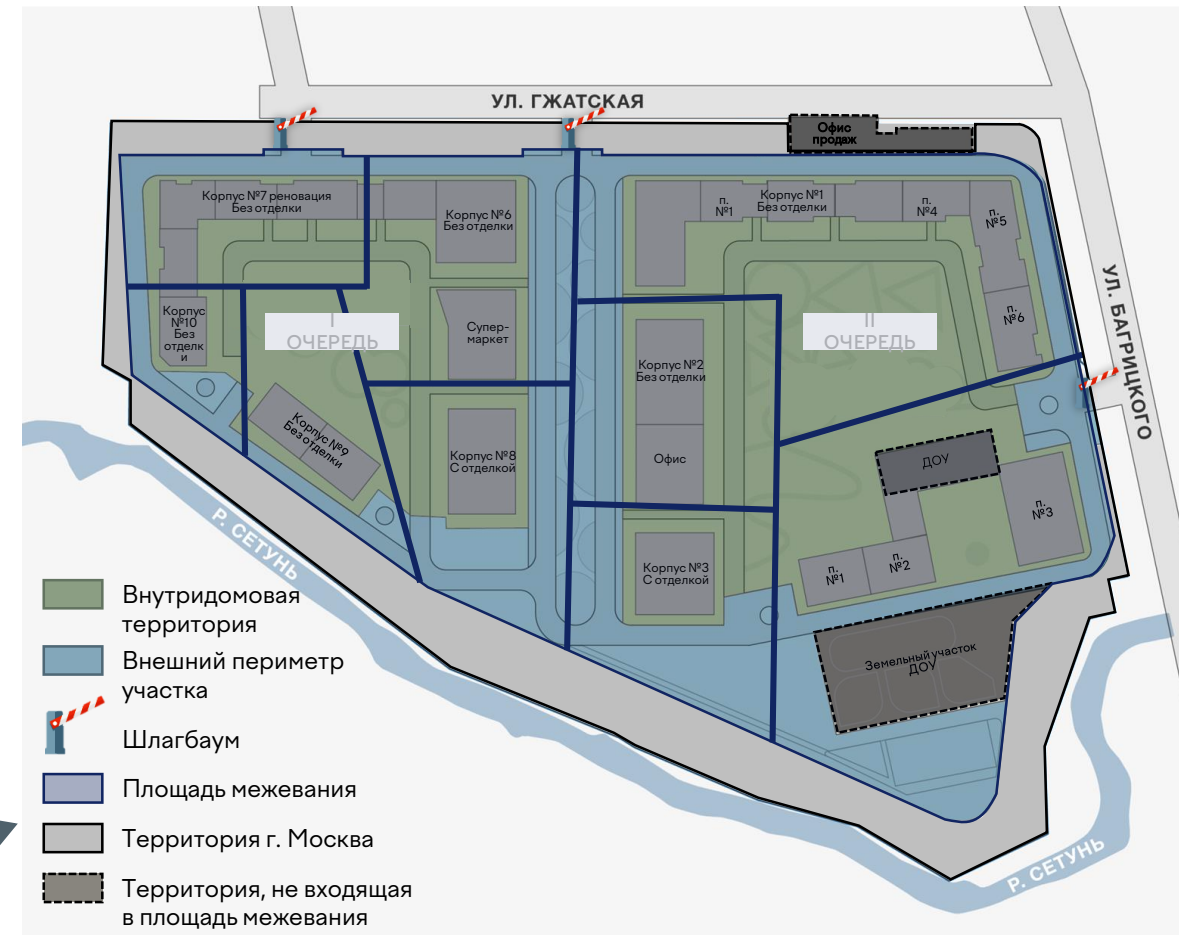 УЛ. ГЖАТСКАЯ
Офис
продаж
Корпус №7 реновация
Без отделки
Корпус №6
Без отделки
п.
№1
Корпус №1
Без отделки
п.
№4
п.
№5
п.
№6
УЛ. БАГРИЦКОГО
Корпус
№10
Без
отделк
и
I
ОЧЕРЕДЬ
Супер-
маркет
II
ОЧЕРЕДЬ
Корпус №2
Без отделки
Корпус №9
Без отделки
Корпус №8
С отделкой
Офис
ДОУ
п.
№3
Р. СЕТУНЬ
Корпус №3
С отделкой
п.
№1
п.
№2
Земельный участок
ДОУ
Р. СЕТУНЬ
Внутридомовая
территория
Внешний периметр
участка
Шлагбаум
Площадь межевания
Территория г. Москва
Территория, не входящая
в площадь межевания